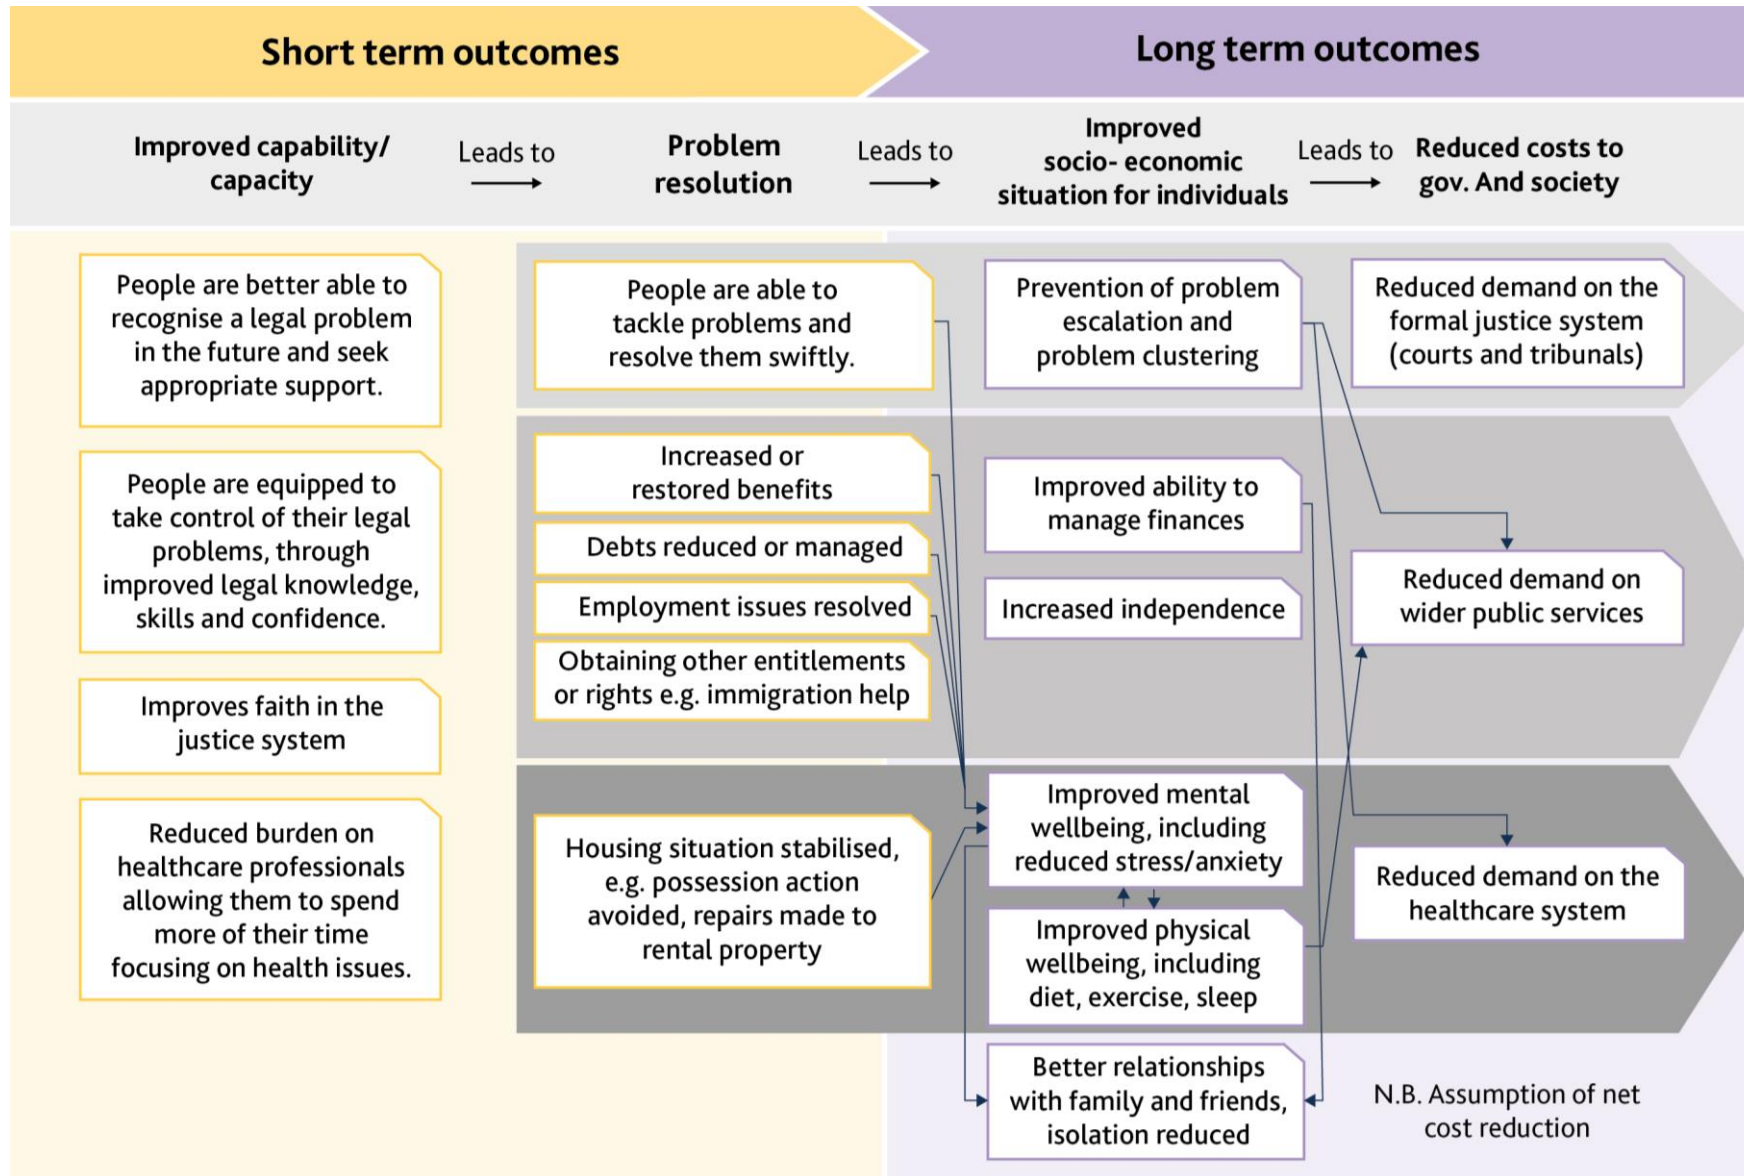 Short term outcomes
Long term outcomes
Improved capability/
capacity
Leads to
Problem
resolution
Leads to
Improved
socio- economic
situation for individuals
Leads to
Reduced costs to
gov. And society
People are better able to
recognise a legal problem
in the future and seek
appropriate support.
People are equipped to
take control of their legal
problems, through
improved legal knowledge,
skills and confidence.
Improves faith in the
justice system
Reduced burden on
healthcare professionals
allowing them to spend
more of their time
focusing on health issues.
People are able to
tackle problems and
resolve them swiftly.
Increased or
restored benefits
Debts reduced or managed
Employment issues resolved
Obtaining other entitlements
or rights e.g. immigration help
Housing situation stabilised,
e.g. possession action
avoided, repairs made to
rental property
Prevention of problem
escalation and
problem clustering
Improved ability to
manage finances
Increased independence
Improved mental
wellbeing, including
reduced stress/anxiety
Improved physical
wellbeing, including
diet, exercise, sleep
Better relationships
with family and friends,
isolation reduced
Reduced demand on the
formal justice system
(courts and tribunals)
Reduced demand on
wider public services
Reduced demand on the
healthcare system
N.B. Assumption of net
cost reduction